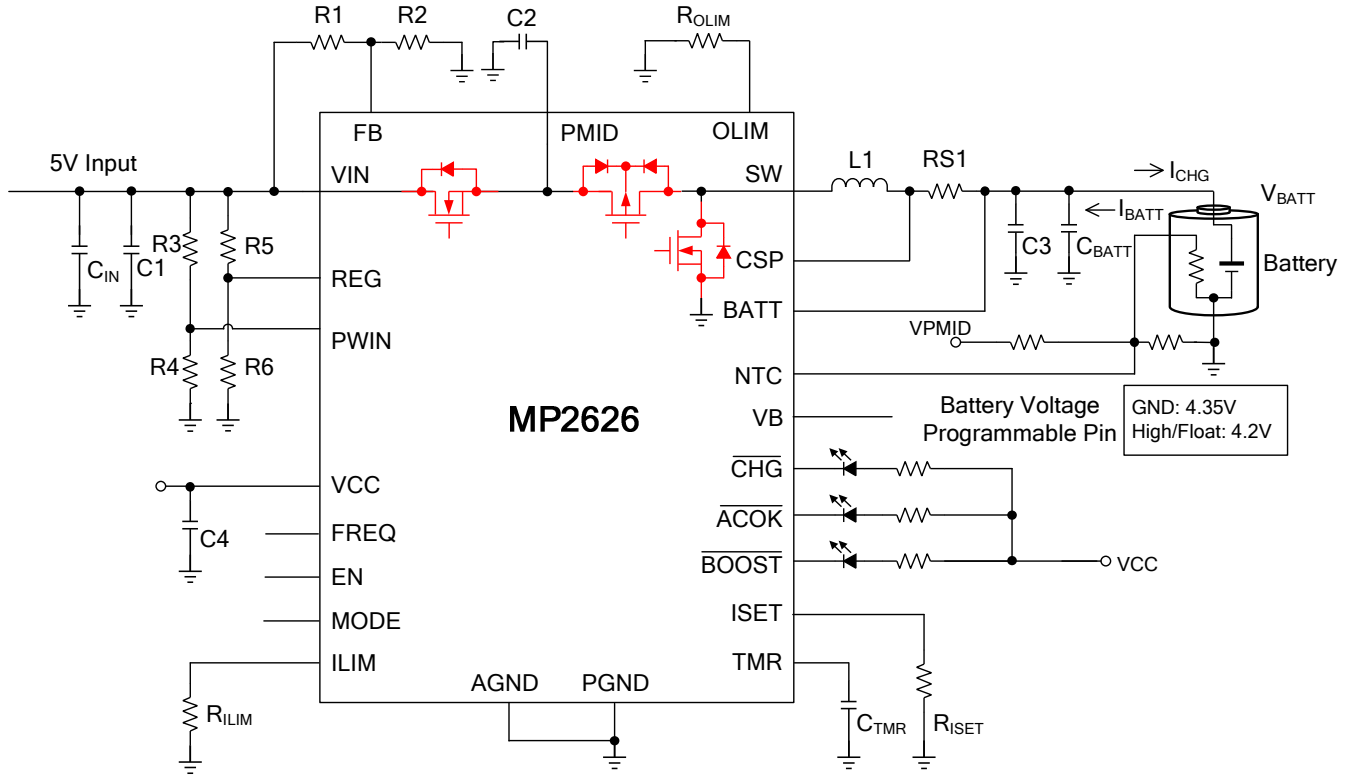 R1
R2
C2
ROLIM
FB
PMID
OLIM
5V Input
VIN
SW
L1
RS1
ICHG
IBATT
VBATT
R3
R5
CIN
C1
REG
CSP
C3
CBATT
Battery
BATT
PWIN
VPMID
R4
R6
NTC
MP2626
VB
Battery Voltage
Programmable Pin
GND: 4.35V
High/Float: 4.2V
CHG
VCC
ACOK
C4
FREQ
BOOST
VCC
EN
MODE
ISET
ILIM
TMR
AGND
PGND
RILIM
CTMR
RISET